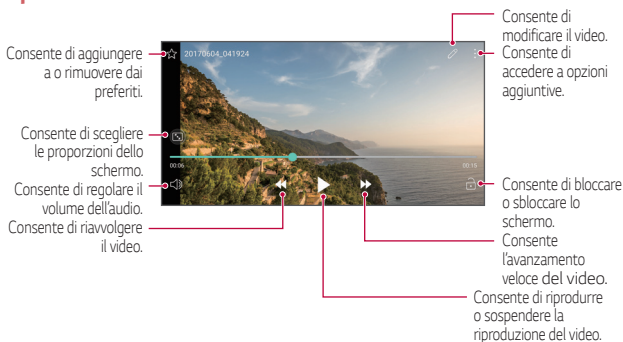 Consente di
modificare il video.
Consente di
accedere a opzioni
aggiuntive.
Consente di aggiungere
a o rimuovere dai
preferiti.
20170604_041924
Consente di scegliere
le proporzioni dello
schermo.
00:06
00:15
Consente di regolare il
volume dell'audio.
Consente di riavvolgere
il video.
Consente di bloccare
o sbloccare lo
schermo.
Consente
l'avanzamento
veloce del video.
Consente di riprodurre
o sospendere la
riproduzione del video.